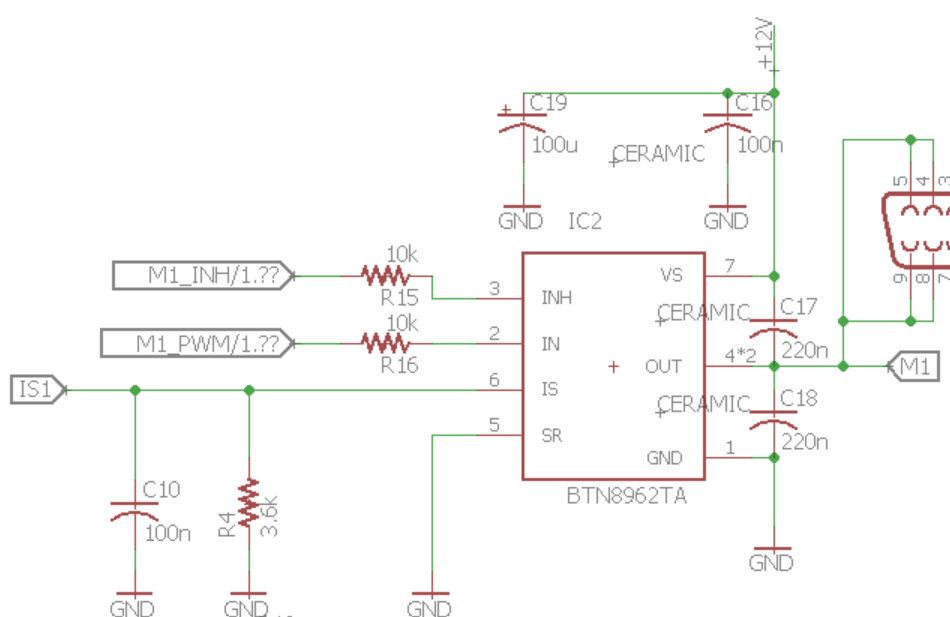 +12V
C19
100u
C16
100n
CERAMIC
GND
GND
IC2
5
4
3
9
8
7
M1_INH/1.??
10k
R15
3
INH
VS
7
M1_PWM/1.??
10k
R16
2
IN
CERAMIC
C17
220n
IS1
6
IS
OUT
4*2
M1
5
SR
CERAMIC
C18
220n
GND
1
BTN8962TA
C10
100n
R4
3.6k
GND
GND
GND
GND